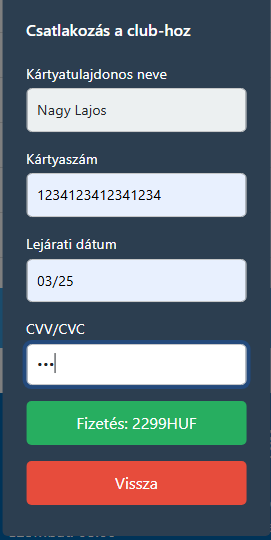 Csatlakozás a club-hoz
Kártyatulajdonos neve
Nagy Lajos
Kártyaszám
1234123412341234
Lejárati dátum
03/25
CVV/CVC
•••
Fizetés: 2299HUF
Vissza